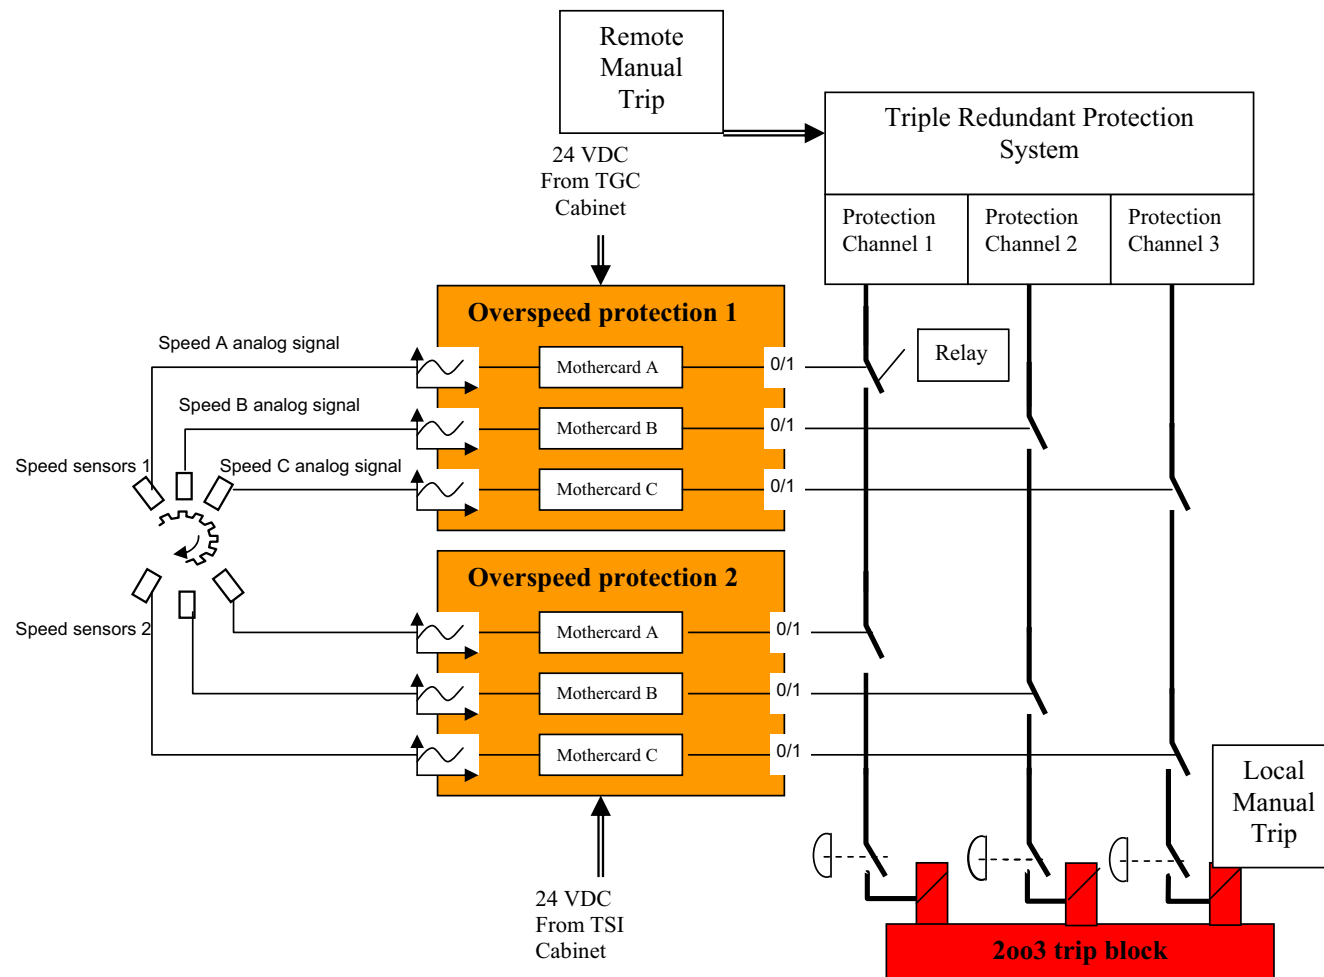 Remote
Manual
Trip
24 VDC
From TGC
Cabinet
Triple Redundant Protection
System
Protection
Channel 1
Protection
Channel 2
Protection
Channel 3
Overspeed protection 1
Speed A analog signal
Mothercard A
0/1
Relay
Speed B analog signal
Mothercard B
0/1
Speed sensors 1
Speed C analog signal
Mothercard C
0/1
Overspeed protection 2
Speed sensors 2
Mothercard A
0/1
Mothercard B
0/1
Mothercard C
0/1
Local
Manual
Trip
24 VDC
From TSI
Cabinet
2oo3 trip block